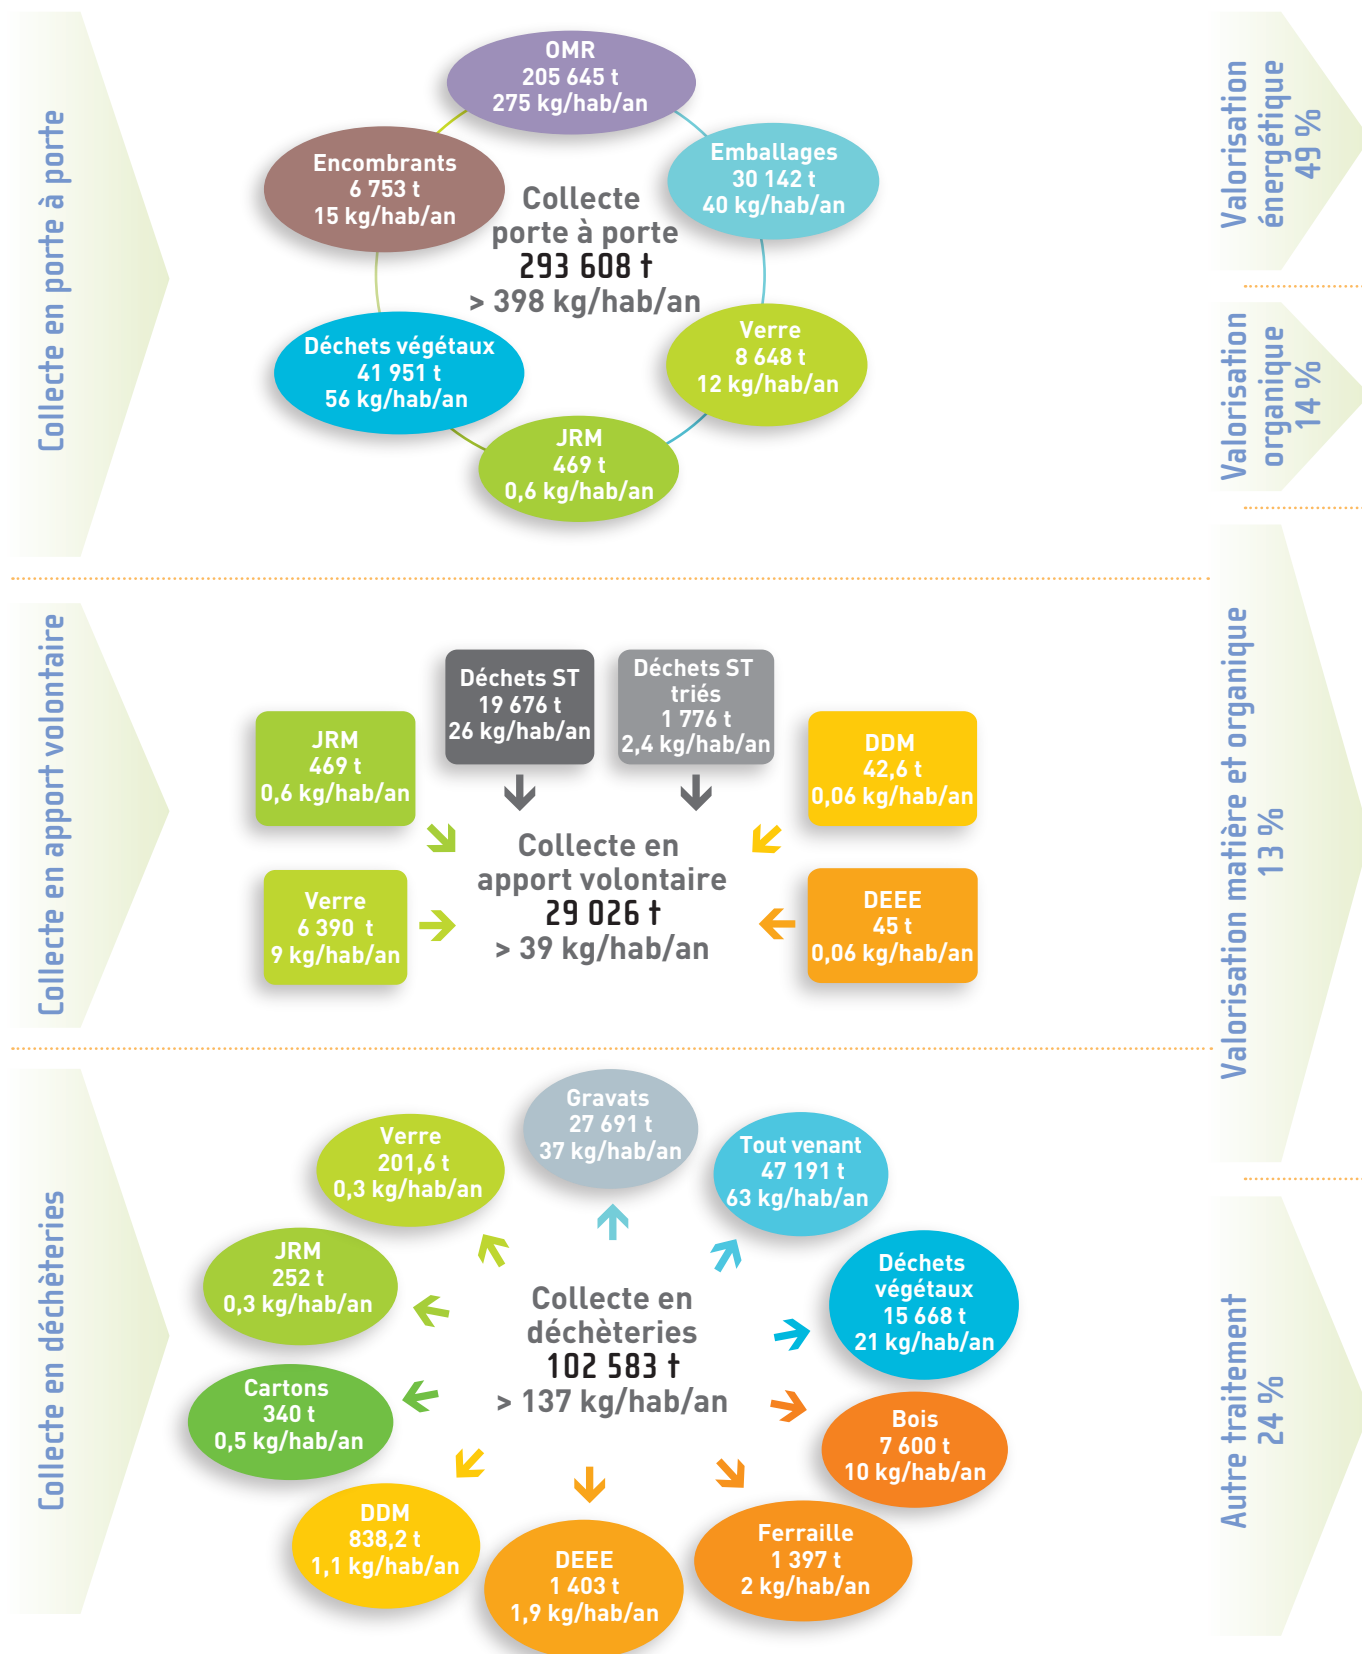 Collecte en porte à porte
OMR
205 645 t
275 kg/hab/an
Encombrants
6 753 t
15 kg/hab/an
Emballages
30 142 t
40 kg/hab/an
Collecte
porte à porte
293 608 t
> 398 kg/hab/an
Déchets végétaux
41 951 t
56 kg/hab/an
Verre
8 648 t
12 kg/hab/an
JRM
469 t
0,6 kg/hab/an
Collecte en apport volontaire
Déchets ST
19 676 t
26 kg/hab/an
Déchets ST
triés
1 776 t
2,4 kg/hab/an
JRM
469 t
0,6 kg/hab/an
DDM
42,6 t
0,06 kg/hab/an
Collecte en
apport volontaire
29 026 t
> 39 kg/hab/an
Verre
6 390 t
9 kg/hab/an
DEEE
45 t
0,06 kg/hab/an
Collecte en déchèteries
Gravats
27 691 t
37 kg/hab/an
Verre
201,6 t
0,3 kg/hab/an
Tout venant
47 191 t
63 kg/hab/an
JRM
252 t
0,3 kg/hab/an
Déchets
végétaux
15 668 t
21 kg/hab/an
Collecte en
déchèteries
102 583 t
> 137 kg/hab/an
Cartons
340 t
0,5 kg/hab/an
Bois
7 600 t
10 kg/hab/an
DDM
838,2 t
1,1 kg/hab/an
DEEE
1 403 t
1,9 kg/hab/an
Ferraille
1 397 t
2 kg/hab/an
Valorisation
énergétique
49 %
Valorisation
organique
14 %
Valorisation matière et organique
13 %
Autre traitement
24 %